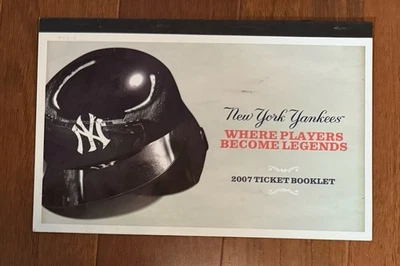 NY
New York Yankees
WHERE PLAYERS
BECOME LEGENDS
2007 TICKET BOOKLET